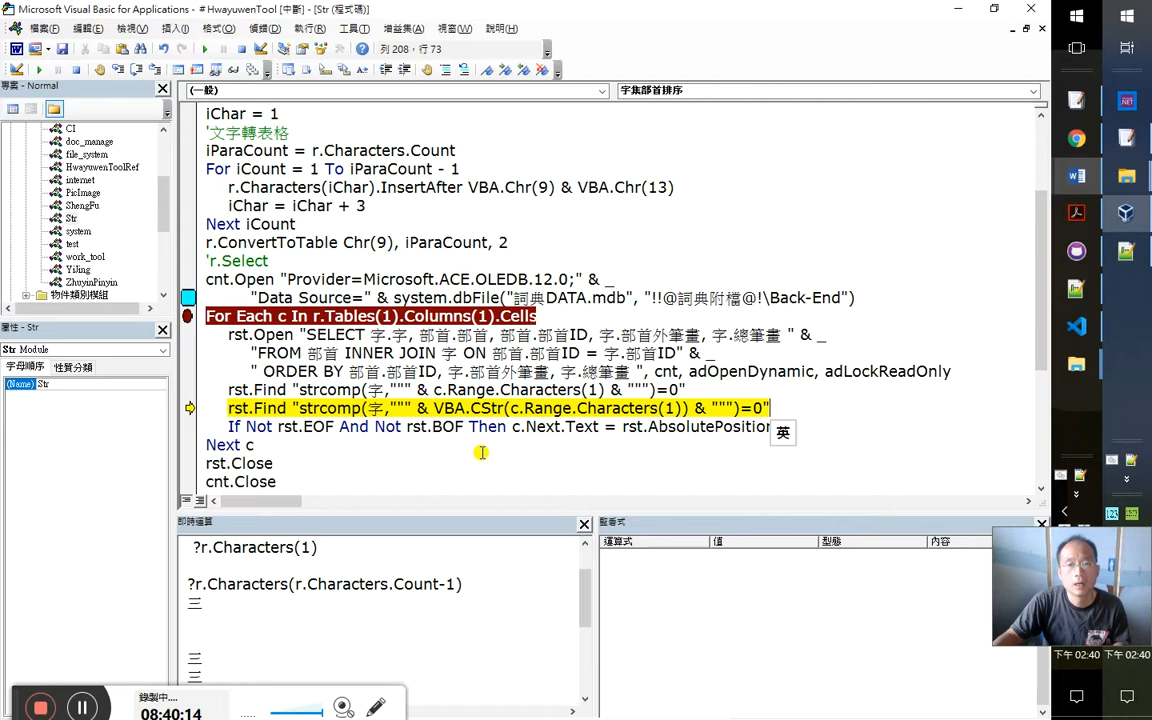 Microsoft Visual Basic for Applications - #HwayuwenTool [中斷] - [Str (程式碼)]
檔案(F) 編輯(E) 檢視(V) 插入(I) 格式(O) 偵錯(D) 執行(R) 工具(T) 增益集(A) 視窗(W) 說明(H)
列 208，行 73
專案 - Normal
(一般)
字集部首排序
CI
doc_manage
file_system
HwayuwenToolRef
internet
PicImage
ShengFu
Str
system
test
work_tool
YiJing
ZhuyinPinyin
物件類別模組
屬性 - Str
Str Module
字母順序 性質分類
(Name) Str
iChar = 1
'文字轉表格
iParaCount = r.Characters.Count
For iCount = 1 To iParaCount - 1
r.Characters(iChar).InsertAfter VBA.Chr(9) & VBA.Chr(13)
iChar = iChar + 3
Next iCount
r.ConvertToTable Chr(9), iParaCount, 2
'r.Select
cnt.Open "Provider=Microsoft.ACE.OLEDB.12.0;" & _
"Data Source=" & system.dbFile("詞典DATA.mdb", "!!@詞典附檔@!\Back-End")
For Each c In r.Tables(1).Columns(1).Cells
rst.Open "SELECT 字.字, 部首.部首, 部首.部首ID, 字.部首外筆畫, 字.總筆畫 " & _
"FROM 部首 INNER JOIN 字 ON 部首.部首ID = 字.部首ID" & _
" ORDER BY 部首.部首ID, 字.部首外筆畫, 字.總筆畫 ", cnt, adOpenDynamic, adLockReadOnly
rst.Find "strcomp(字,""" & c.Range.Characters(1) & """)=0"
rst.Find "strcomp(字,""" & VBA.CStr(c.Range.Characters(1)) & """)=0"
If Not rst.EOF And Not rst.BOF Then c.Next.Text = rst.AbsolutePosition
英
Next c
rst.Close
cnt.Close
即時運算
?r.Characters(1)
?r.Characters(r.Characters.Count-1)
三
三
三
監看式
運算式 值 型態 內容
錄製中....
08:40:14
下午 02:40
下午 02:40